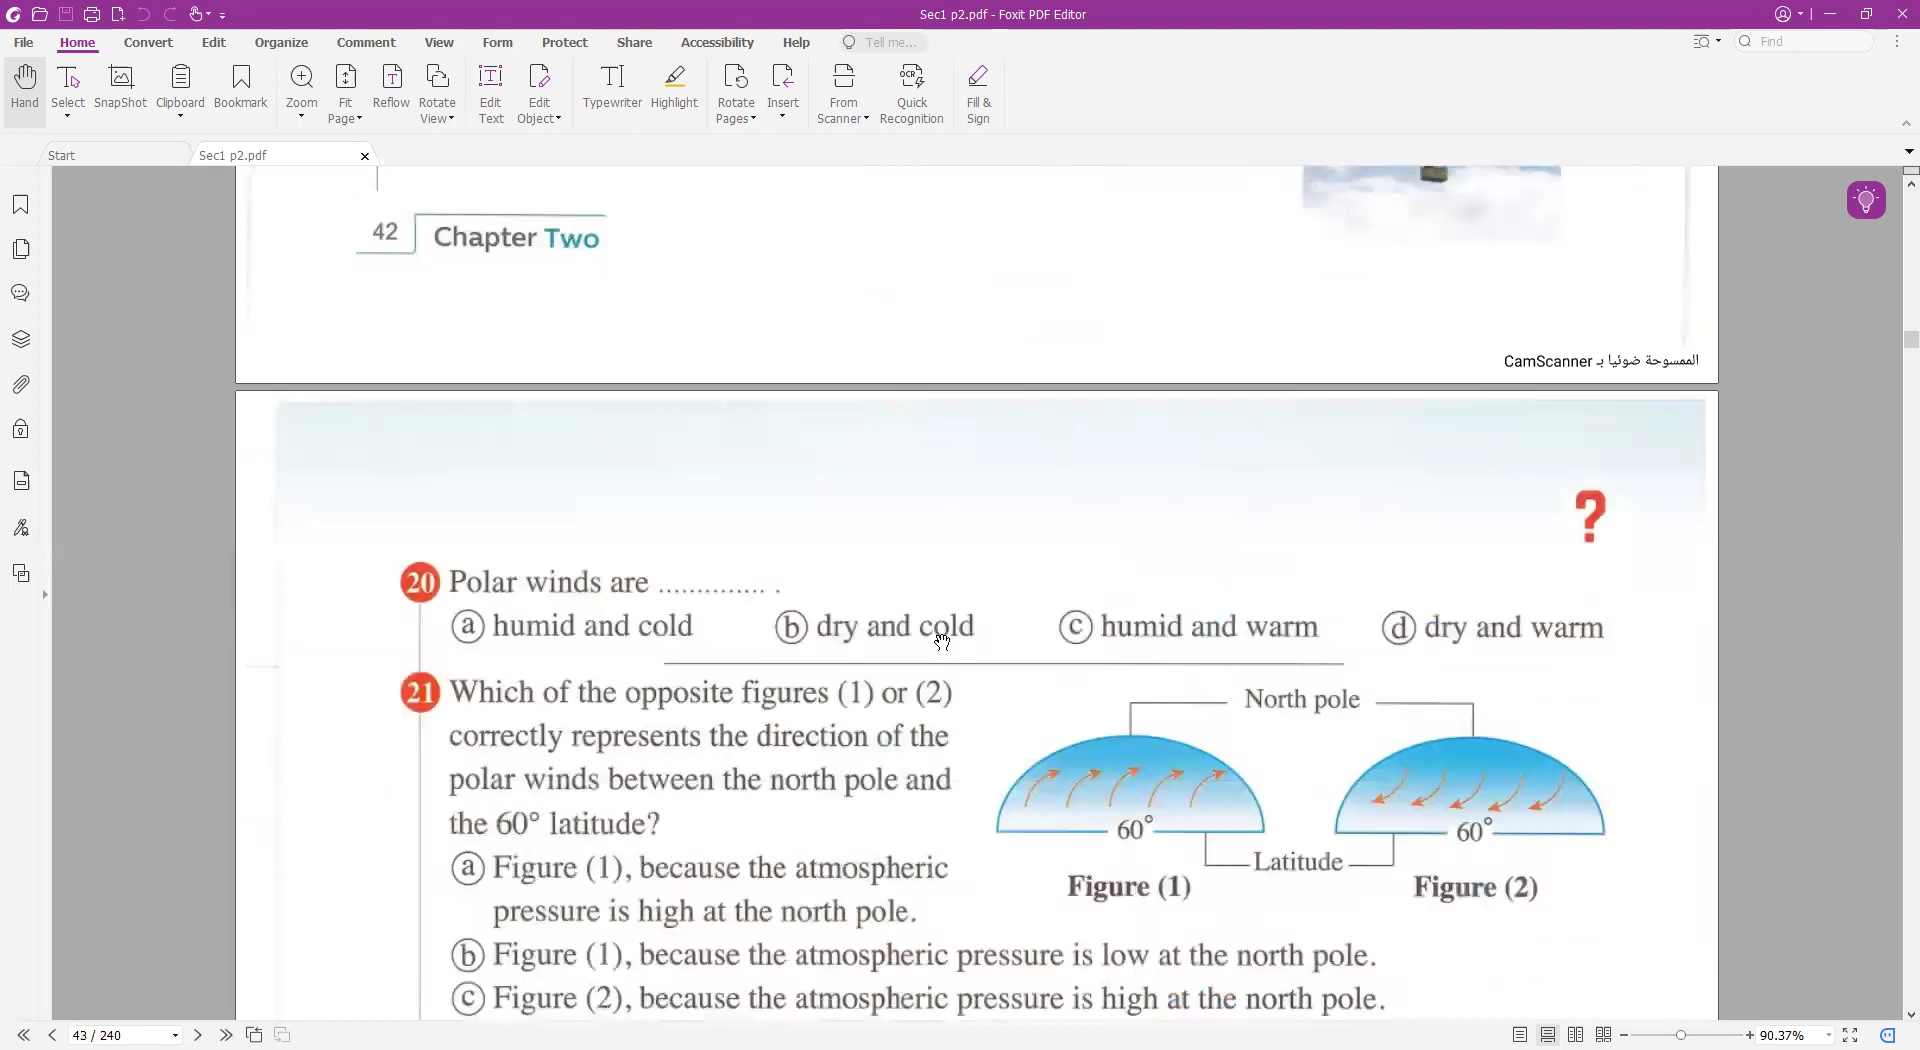 Sec1 p2.pdf - Foxit PDF Editor
File Home Convert Edit Organize Comment View Form Protect Share Accessibility Help Tell me... Find
Hand Select SnapShot Clipboard Bookmark Zoom Fit Page Reflow Rotate View Edit Text Edit Object Typewriter Highlight Rotate Pages Insert From Scanner Quick Recognition Fill & Sign
Start Sec1 p2.pdf
42 Chapter Two
الممسوحة ضوئيا بـ CamScanner
?
20 Polar winds are .............. .
a humid and cold b dry and cold c humid and warm d dry and warm
21 Which of the opposite figures (1) or (2)
correctly represents the direction of the
polar winds between the north pole and
the 60° latitude?
North pole
60° 60°
Latitude
Figure (1) Figure (2)
a Figure (1), because the atmospheric
pressure is high at the north pole.
b Figure (1), because the atmospheric pressure is low at the north pole.
c Figure (2), because the atmospheric pressure is high at the north pole.
43 / 240 90.37%